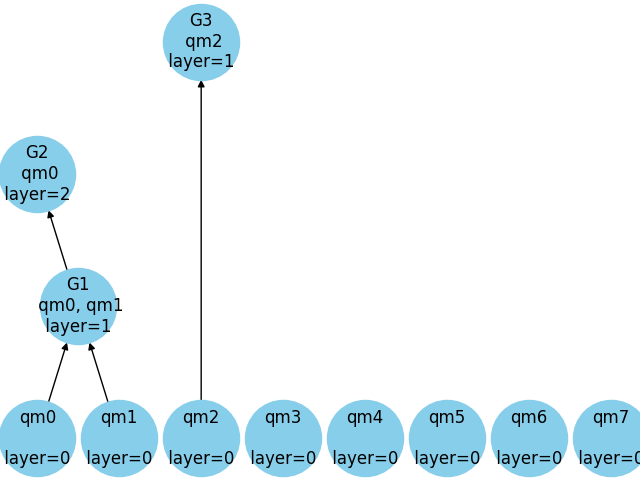 G3
qm2
layer=1
G2
qm0
layer=2
G1
qm0, qm1
layer=1
qm0
layer=0
qm1
layer=0
qm2
layer=0
qm3
layer=0
qm4
layer=0
qm5
layer=0
qm6
layer=0
qm7
layer=0